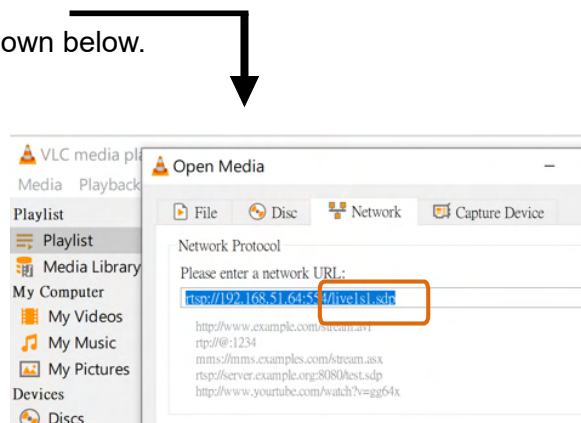 own below.
VLC media pla
Open Media
Media Playback
File Disc Network Capture Device
Playlist
Playlist
Network Protocol
Media Library
Please enter a network URL:
My Computer
rtsp://192.168.51.64:554/live1s1.sdp
My Videos
http://www.example.com/stream.avi
rtp://@:1234
My Music
mms://mms.examples.com/stream.asx
rtsp://server.example.org:8080/test.sdp
My Pictures
http://www.yourtube.com/watch?v=gg64x
Devices
Discs